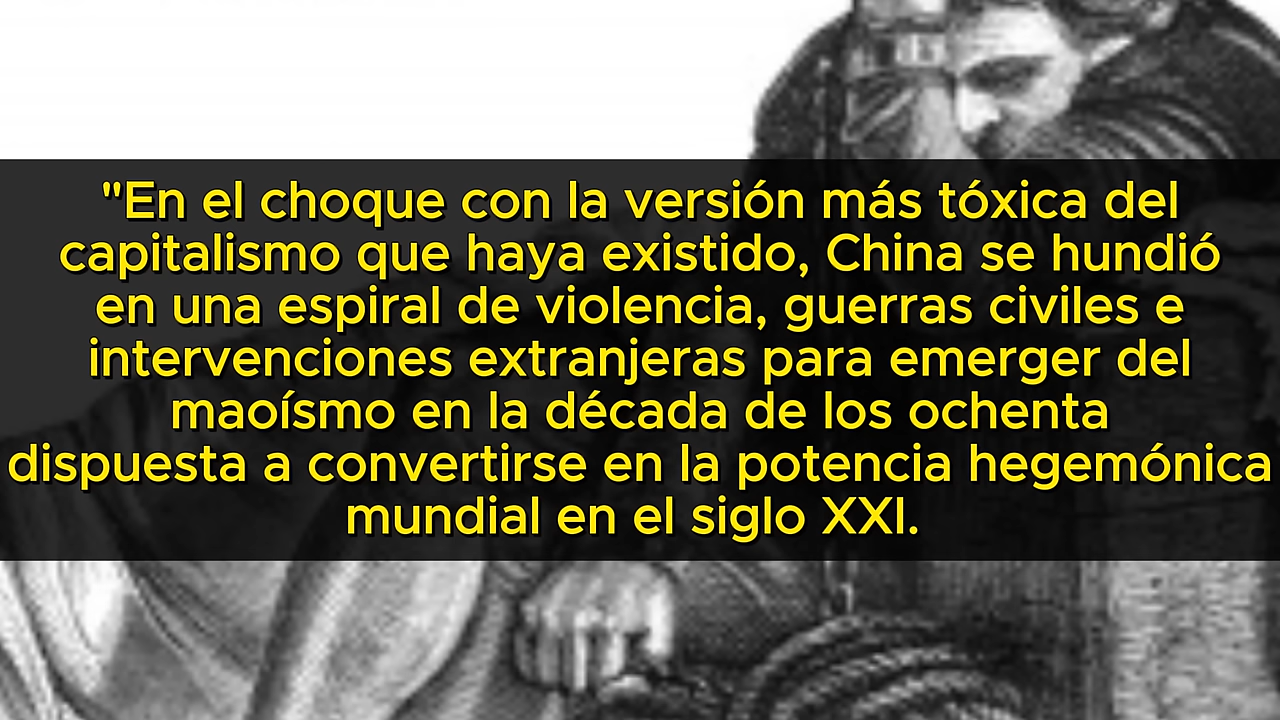 "En el choque con la versión más tóxica del
capitalismo que haya existido, China se hundió
en una espiral de violencia, guerras civiles e
intervenciones extranjeras para emerger del
maoísmo en la década de los ochenta
dispuesta a convertirse en la potencia hegemónica
mundial en el siglo XXI.